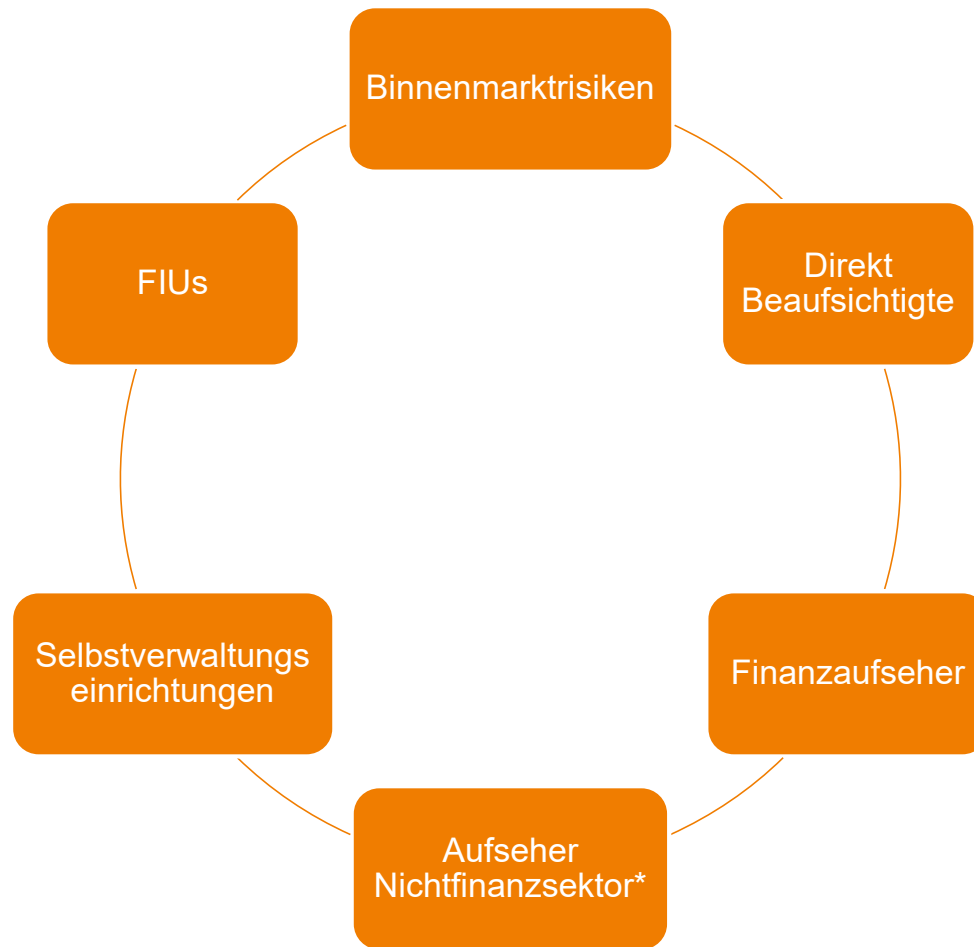 Binnenmarktrisiken
FIUs
Direkt
Beaufsichtigte
Selbstverwaltungs
einrichtungen
Finanzaufseher
Aufseher
Nichtfinanzsektor*